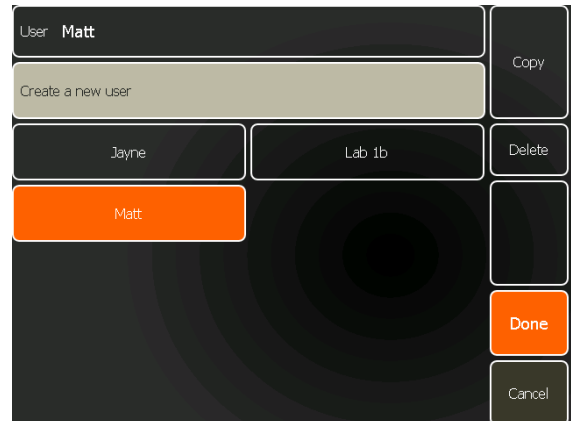 User Matt
Copy
Create a new user
Jayne
Lab 1b
Delete
Matt
Done
Cancel